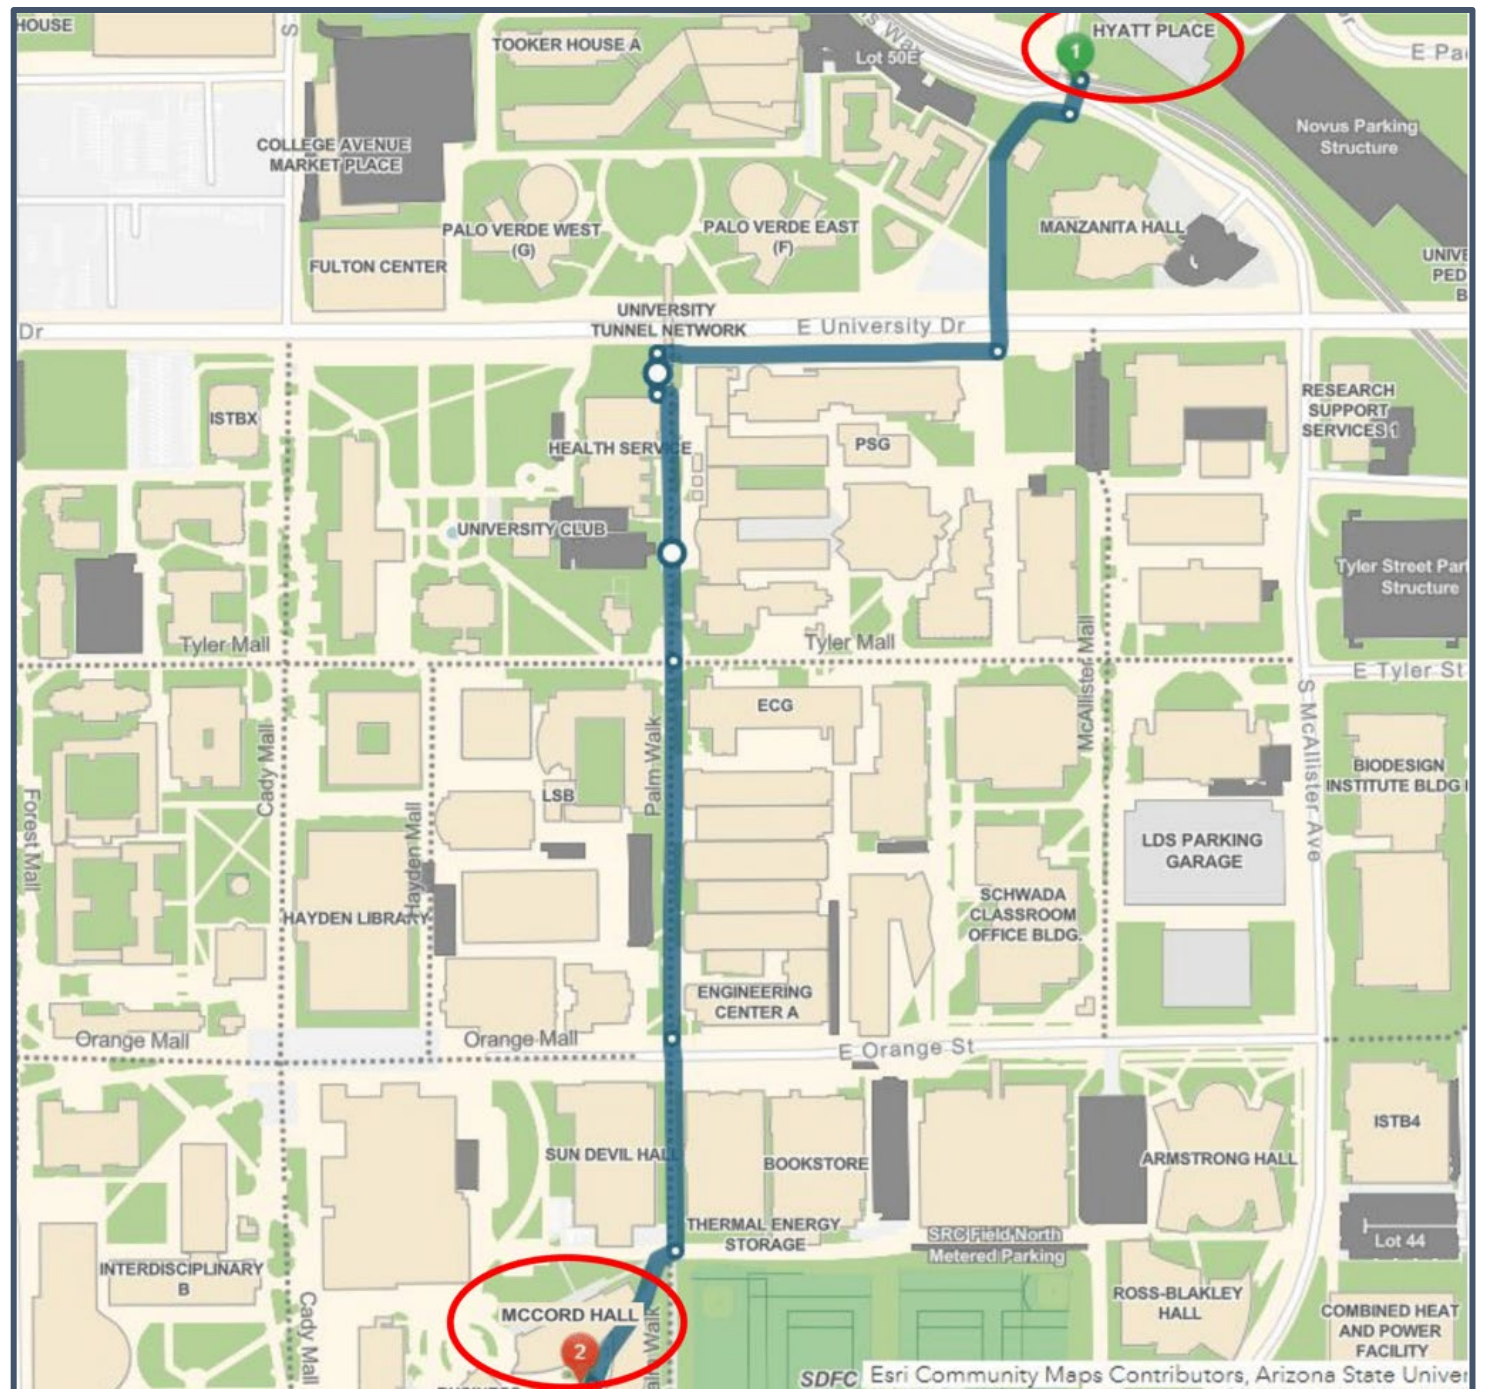 HOUSE
S
TOOKER HOUSE A
Lot 50E
1
HYATT PLACE
E Pa
COLLEGE AVENUE
MARKET PLACE
Novus Parking
Structure
PALO VERDE WEST
(G)
PALO VERDE EAST
(F)
MANZANITA HALL
FULTON CENTER
UNIVE
PED
B
UNIVERSITY
TUNNEL NETWORK
E University Dr
Dr
ISTBX
HEALTH SERVICE
PSG
RESEARCH
SUPPORT
SERVICES 1
UNIVERSITY CLUB
Tyler Street Par
Structure
Tyler Mall
Tyler Mall
McAllister Mall
E Tyler St
ECG
Cady Mall
Palm Walk
S McAllister Ave
LSB
BIODESIGN
INSTITUTE BLDG
Forest Mall
Hayden Mall
LDS PARKING
GARAGE
HAYDEN LIBRARY
SCHWADA
CLASSROOM
OFFICE BLDG.
ENGINEERING
CENTER A
Orange Mall
Orange Mall
E Orange St
ISTB4
SUN DEVIL HALL
BOOKSTORE
ARMSTRONG HALL
THERMAL ENERGY
STORAGE
SRC Field North
Metered Parking
Lot 44
INTERDISCIPLINARY
B
MCCORD HALL
2
Cady Mall
alm Walk
ROSS-BLAKLEY
HALL
COMBINED HEAT
AND POWER
FACILITY
SDFC
Esri Community Maps Contributors, Arizona State Univer